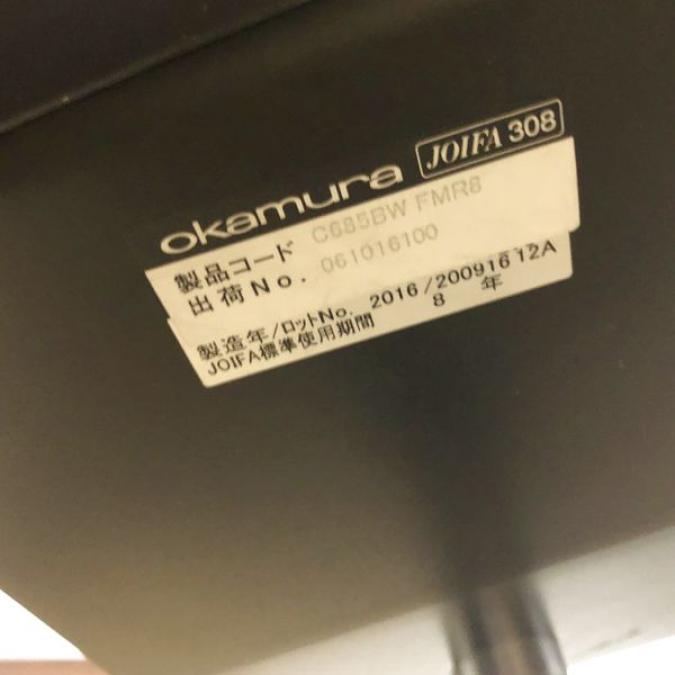 okamura JOIFA 308
製品コード C685BW FMR8
出荷No. 061016100
製造年/ロットNo. 2016/20091612A
JOIFA標準使用期間 8 年